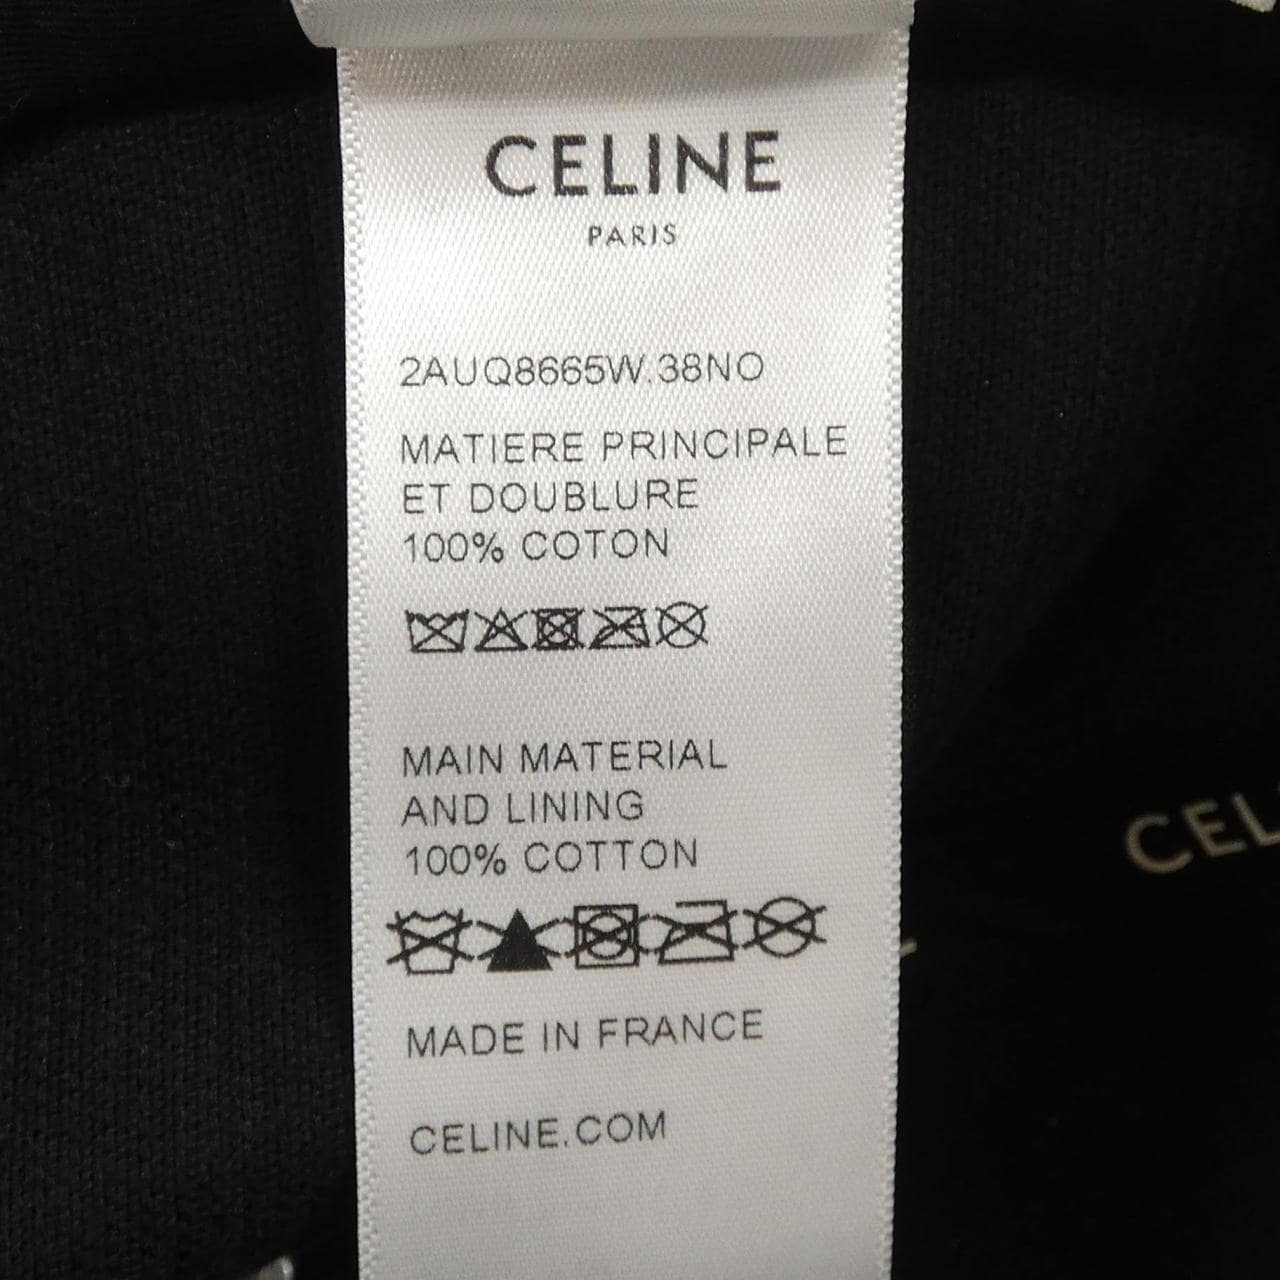 CELINE
PARIS
2AUQ8665W.38NO
MATIERE PRINCIPALE
ET DOUBLURE
100% COTON
MAIN MATERIAL
AND LINING
100% COTTON
MADE IN FRANCE
CELINE.COM
CEL